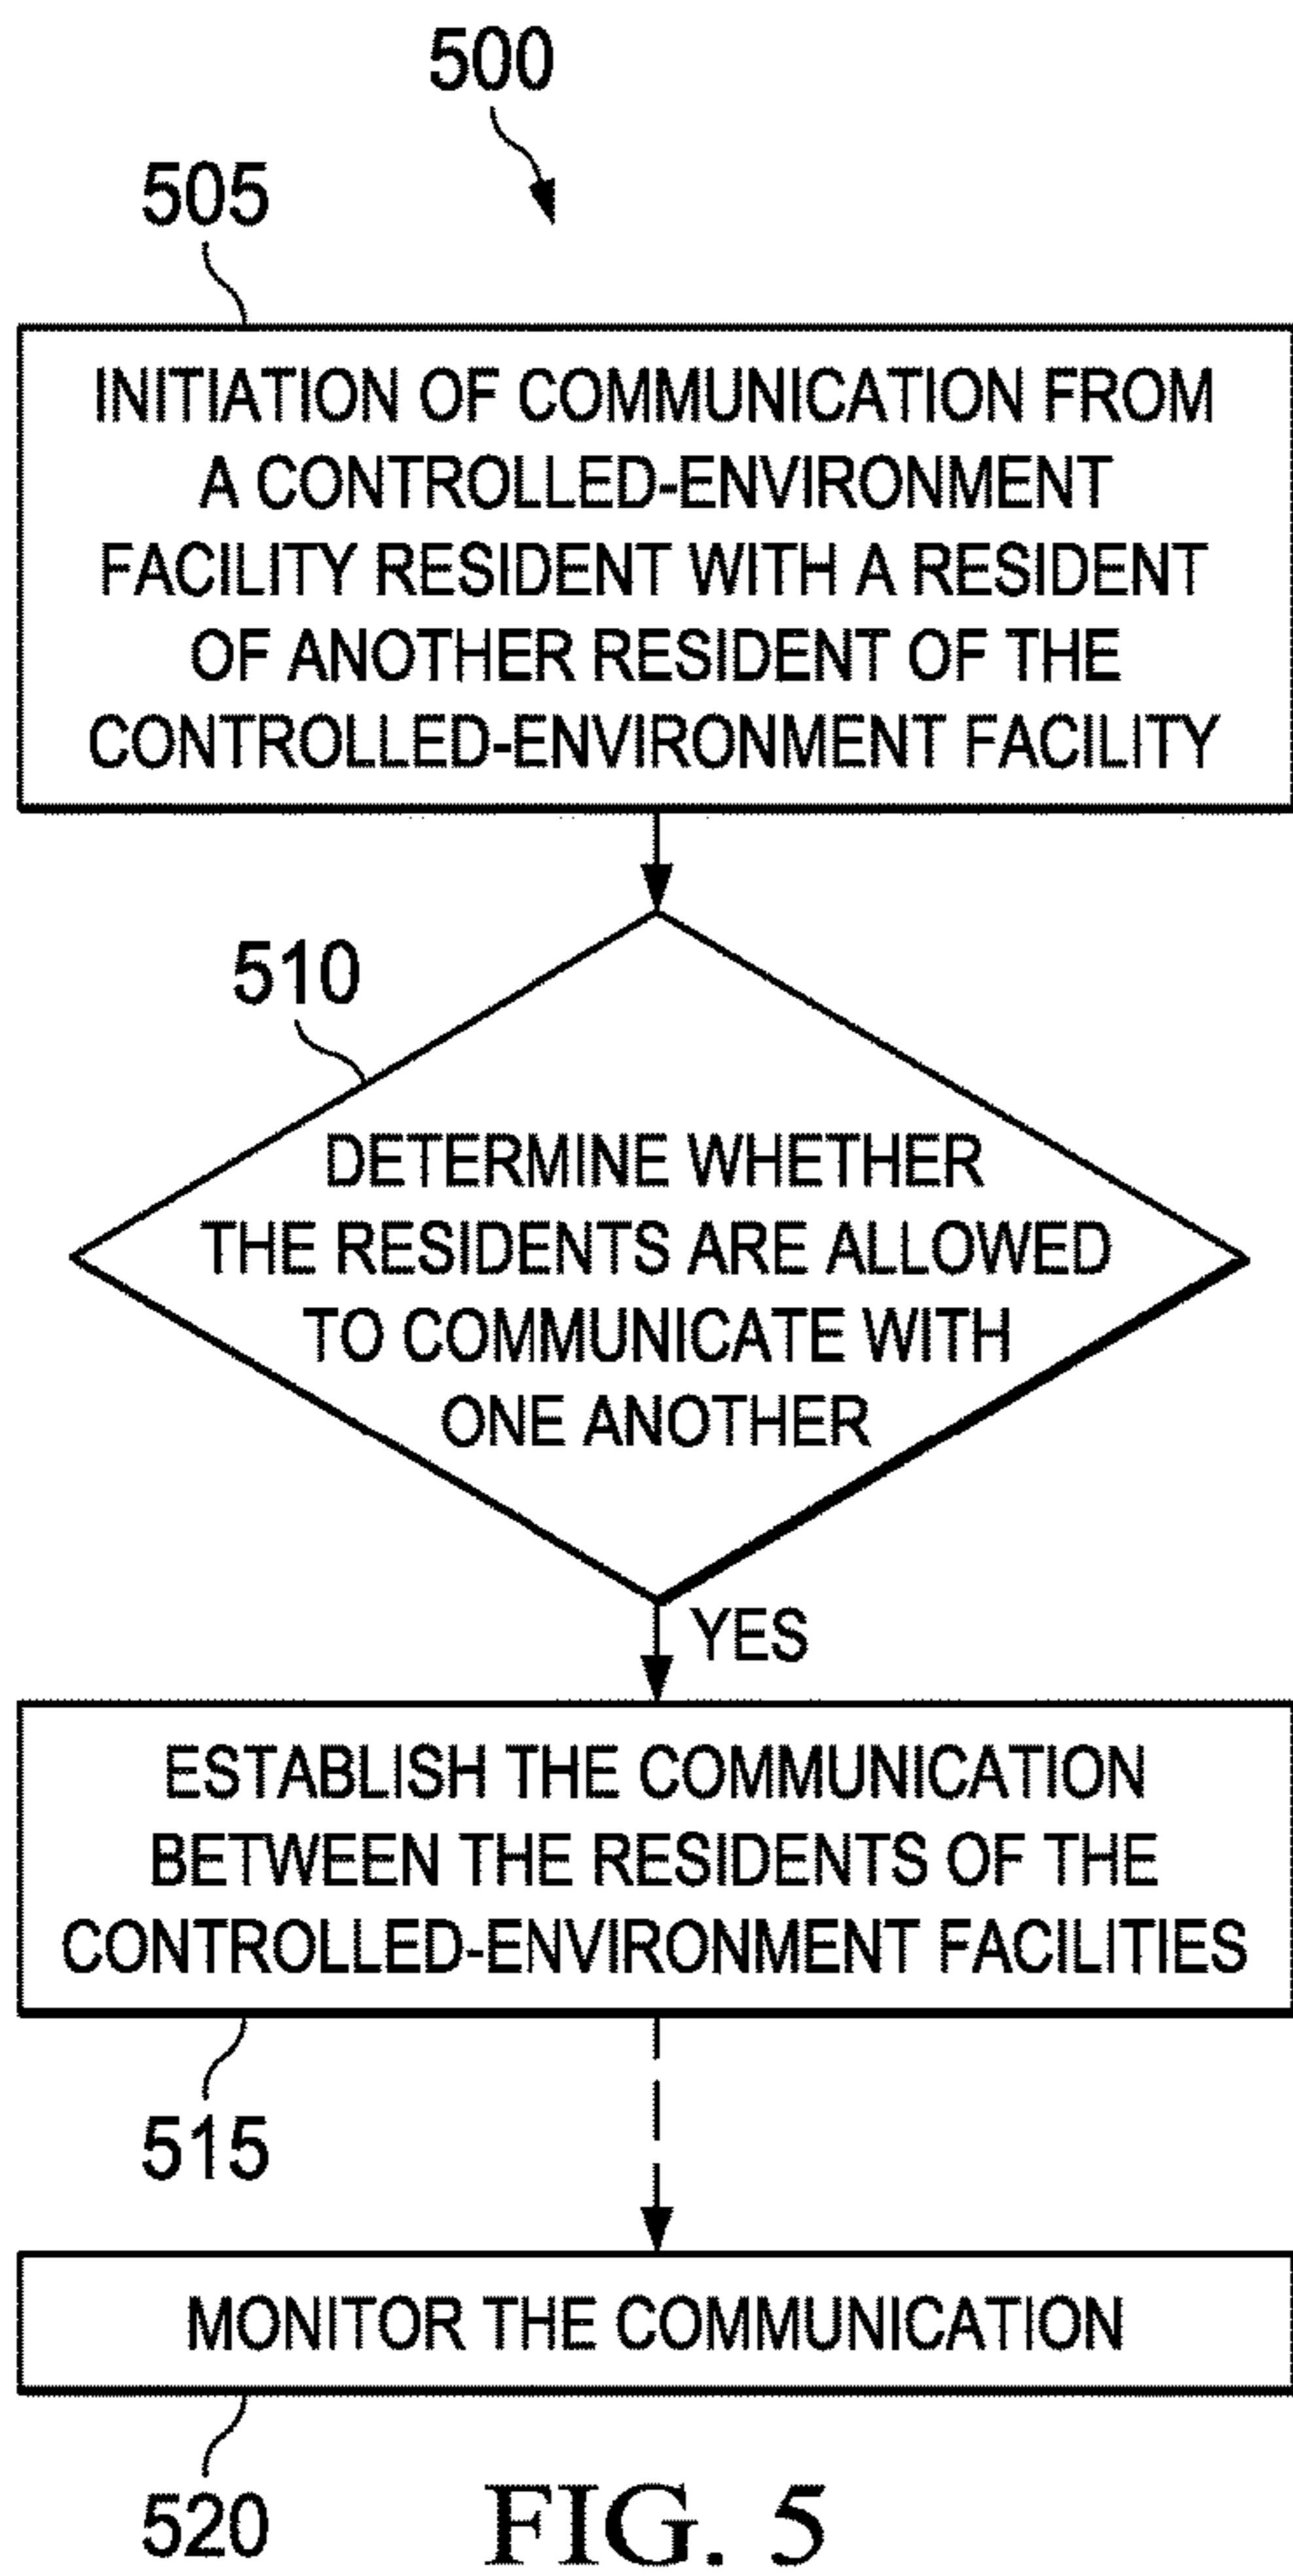 500
505
INITIATION OF COMMUNICATION FROM
A CONTROLLED-ENVIRONMENT
FACILITY RESIDENT WITH A RESIDENT
OF ANOTHER RESIDENT OF THE
CONTROLLED-ENVIRONMENT FACILITY
510
DETERMINE WHETHER
THE RESIDENTS ARE ALLOWED
TO COMMUNICATE WITH
ONE ANOTHER
YES
ESTABLISH THE COMMUNICATION
BETWEEN THE RESIDENTS OF THE
CONTROLLED-ENVIRONMENT FACILITIES
515
MONITOR THE COMMUNICATION
520
FIG. 5